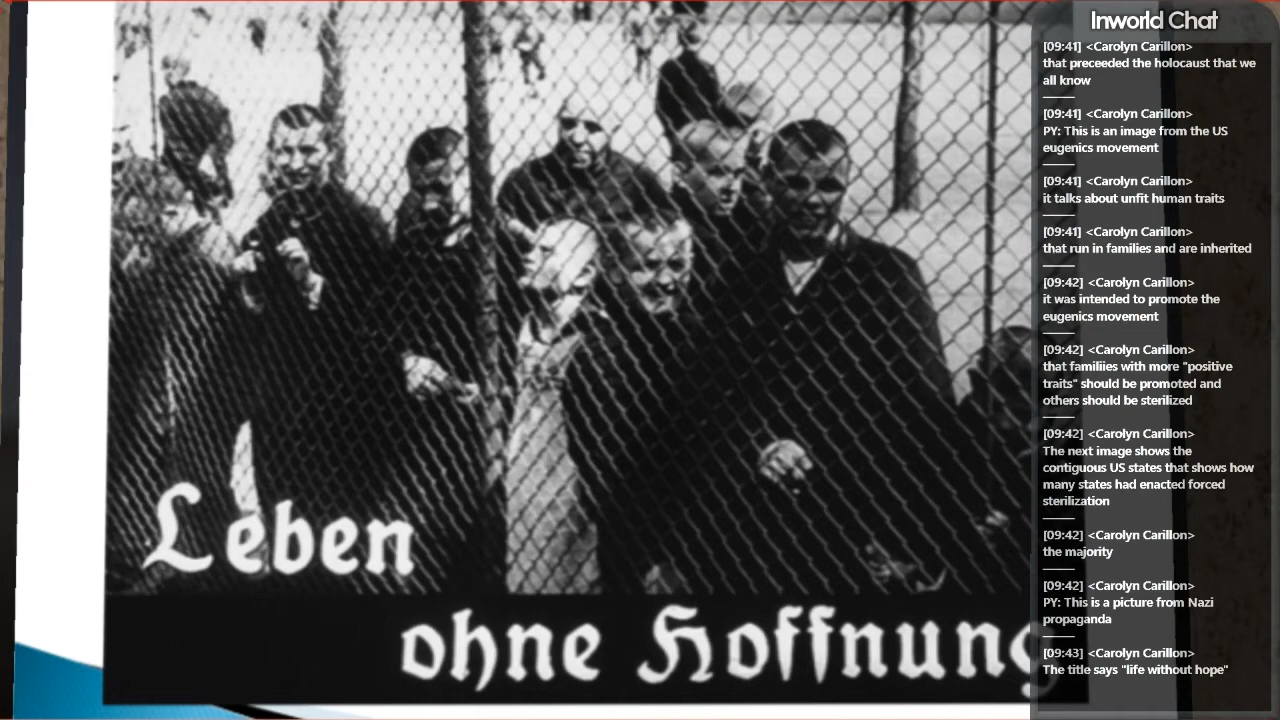 Leben
ohne Hoffnung
Inworld Chat
[09:41] <Carolyn Carillon>
that preceeded the holocaust that we
all know
[09:41] <Carolyn Carillon>
PY: This is an image from the US
eugenics movement
[09:41] <Carolyn Carillon>
it talks about unfit human traits
[09:41] <Carolyn Carillon>
that run in families and are inherited
[09:42] <Carolyn Carillon>
it was intended to promote the
eugenics movement
[09:42] <Carolyn Carillon>
that familiies with more "positive
traits" should be promoted and
others should be sterilized
[09:42] <Carolyn Carillon>
The next image shows the
contiguous US states that shows how
many states had enacted forced
sterilization
[09:42] <Carolyn Carillon>
the majority
[09:42] <Carolyn Carillon>
PY: This is a picture from Nazi
propaganda
[09:43] <Carolyn Carillon>
The title says "life without hope"